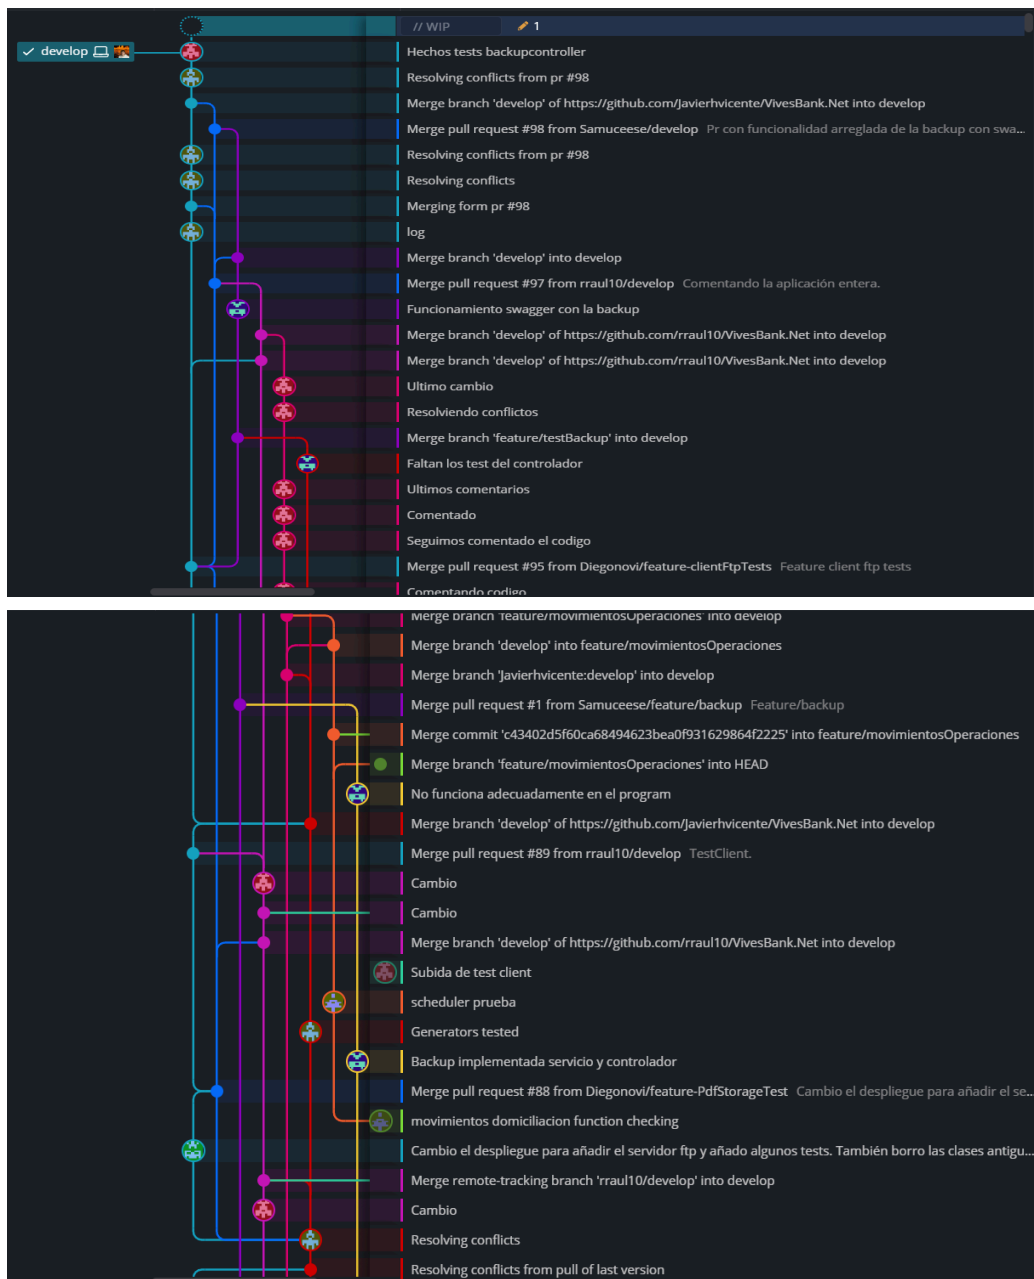 // WIP 1
develop
Hechos tests backupcontroller
Resolving conflicts from pr #98
Merge branch 'develop' of https://github.com/Javierhvicente/VivesBank.Net into develop
Merge pull request #98 from Samuceese/develop Pr con funcionalidad arreglada de la backup con swa...
Resolving conflicts from pr #98
Resolving conflicts
Merging form pr #98
log
Merge branch 'develop' into develop
Merge pull request #97 from rraul10/develop Comentando la aplicación entera.
Funcionamiento swagger con la backup
Merge branch 'develop' of https://github.com/rraul10/VivesBank.Net into develop
Merge branch 'develop' of https://github.com/rraul10/VivesBank.Net into develop
Ultimo cambio
Resolviendo conflictos
Merge branch 'feature/testBackup' into develop
Faltan los test del controlador
Ultimos comentarios
Comentado
Seguimos comentado el codigo
Merge pull request #95 from Diegonovi/feature-clientFtpTests Feature client ftp tests
Comentando codigo
Merge branch 'feature/movimientosOperaciones' into develop
Merge branch 'develop' into feature/movimientosOperaciones
Merge branch 'Javierhvicente:develop' into develop
Merge pull request #1 from Samuceese/feature/backup Feature/backup
Merge commit 'c43402d5f60ca68494623bea0f931629864f2225' into feature/movimientosOperaciones
Merge branch 'feature/movimientosOperaciones' into HEAD
No funciona adecuadamente en el program
Merge branch 'develop' of https://github.com/Javierhvicente/VivesBank.Net into develop
Merge pull request #89 from rraul10/develop TestClient.
Cambio
Cambio
Merge branch 'develop' of https://github.com/rraul10/VivesBank.Net into develop
Subida de test client
scheduler prueba
Generators tested
Backup implementada servicio y controlador
Merge pull request #88 from Diegonovi/feature-PdfStorageTest Cambio el despliegue para añadir el se...
movimientos domiciliacion function checking
Cambio el despliegue para añadir el servidor ftp y añado algunos tests. También borro las clases antigu...
Merge remote-tracking branch 'rraul10/develop' into develop
Cambio
Resolving conflicts
Resolving conflicts from pull of last version